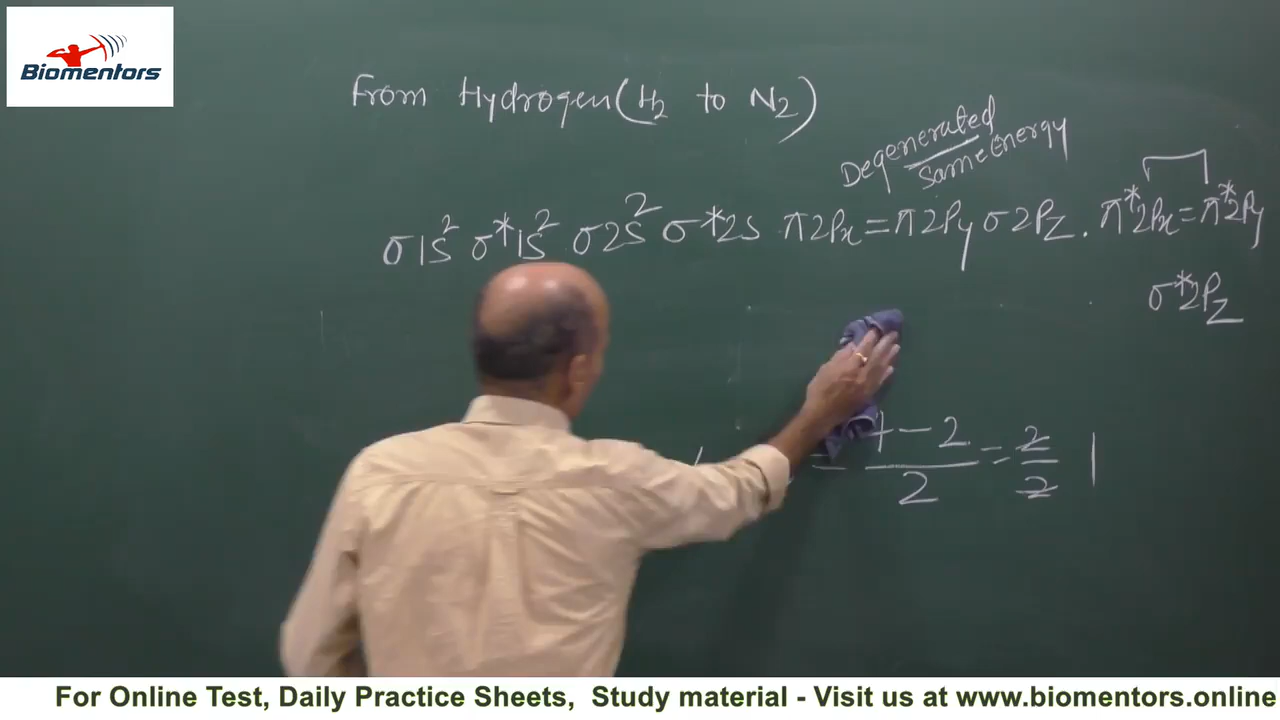 Biomentors
From Hydrogen (H₂ to N₂)
Degenerated
Same Energy
σ1s² σ*1s² σ2s² σ*2s π2Px = π2Py σ2Pz . π*2Px = π*2Py
σ*2Pz
= 4-2/2 = 2/2 1
For Online Test, Daily Practice Sheets, Study material - Visit us at www.biomentors.online